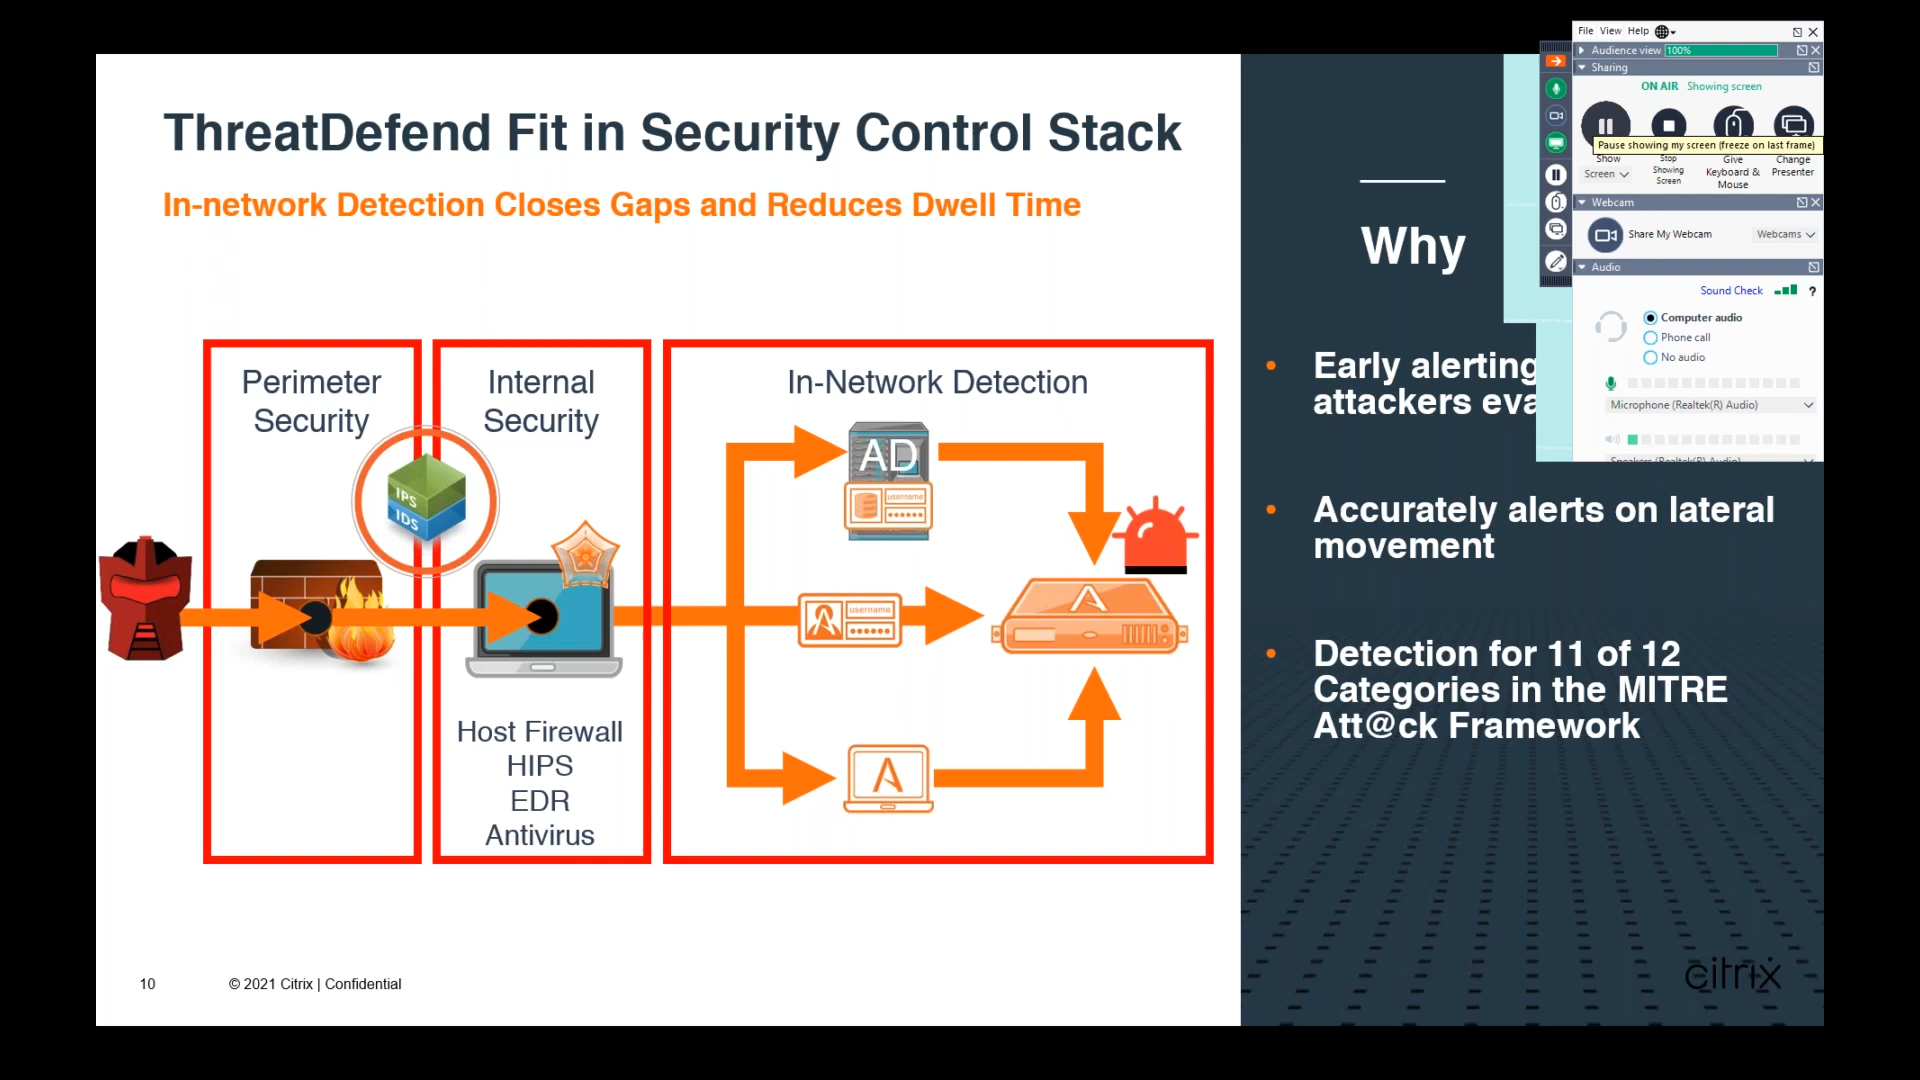 ThreatDefend Fit in Security Control Stack
In-network Detection Closes Gaps and Reduces Dwell Time
Perimeter
Security
Internal
Security
In-Network Detection
IPS
IDS
AD
username
username
Host Firewall
HIPS
EDR
Antivirus
10
© 2021 Citrix | Confidential
Why
Early alerting
attackers
Accurately alerts on lateral
movement
Detection for 11 of 12
Categories in the MITRE
Att@ck Framework
citrix
File View Help
Audience view 100%
Sharing
ON AIR Showing screen
Pause showing my screen (freeze on last frame)
Show
Screen
Stop
Showing
Screen
Give
Keyboard &
Mouse
Change
Presenter
Webcam
Share My Webcam
Webcams
Audio
Sound Check
?
Computer audio
Phone call
No audio
Microphone (Realtek(R) Audio)
Speakers (Realtek(R) Audio)